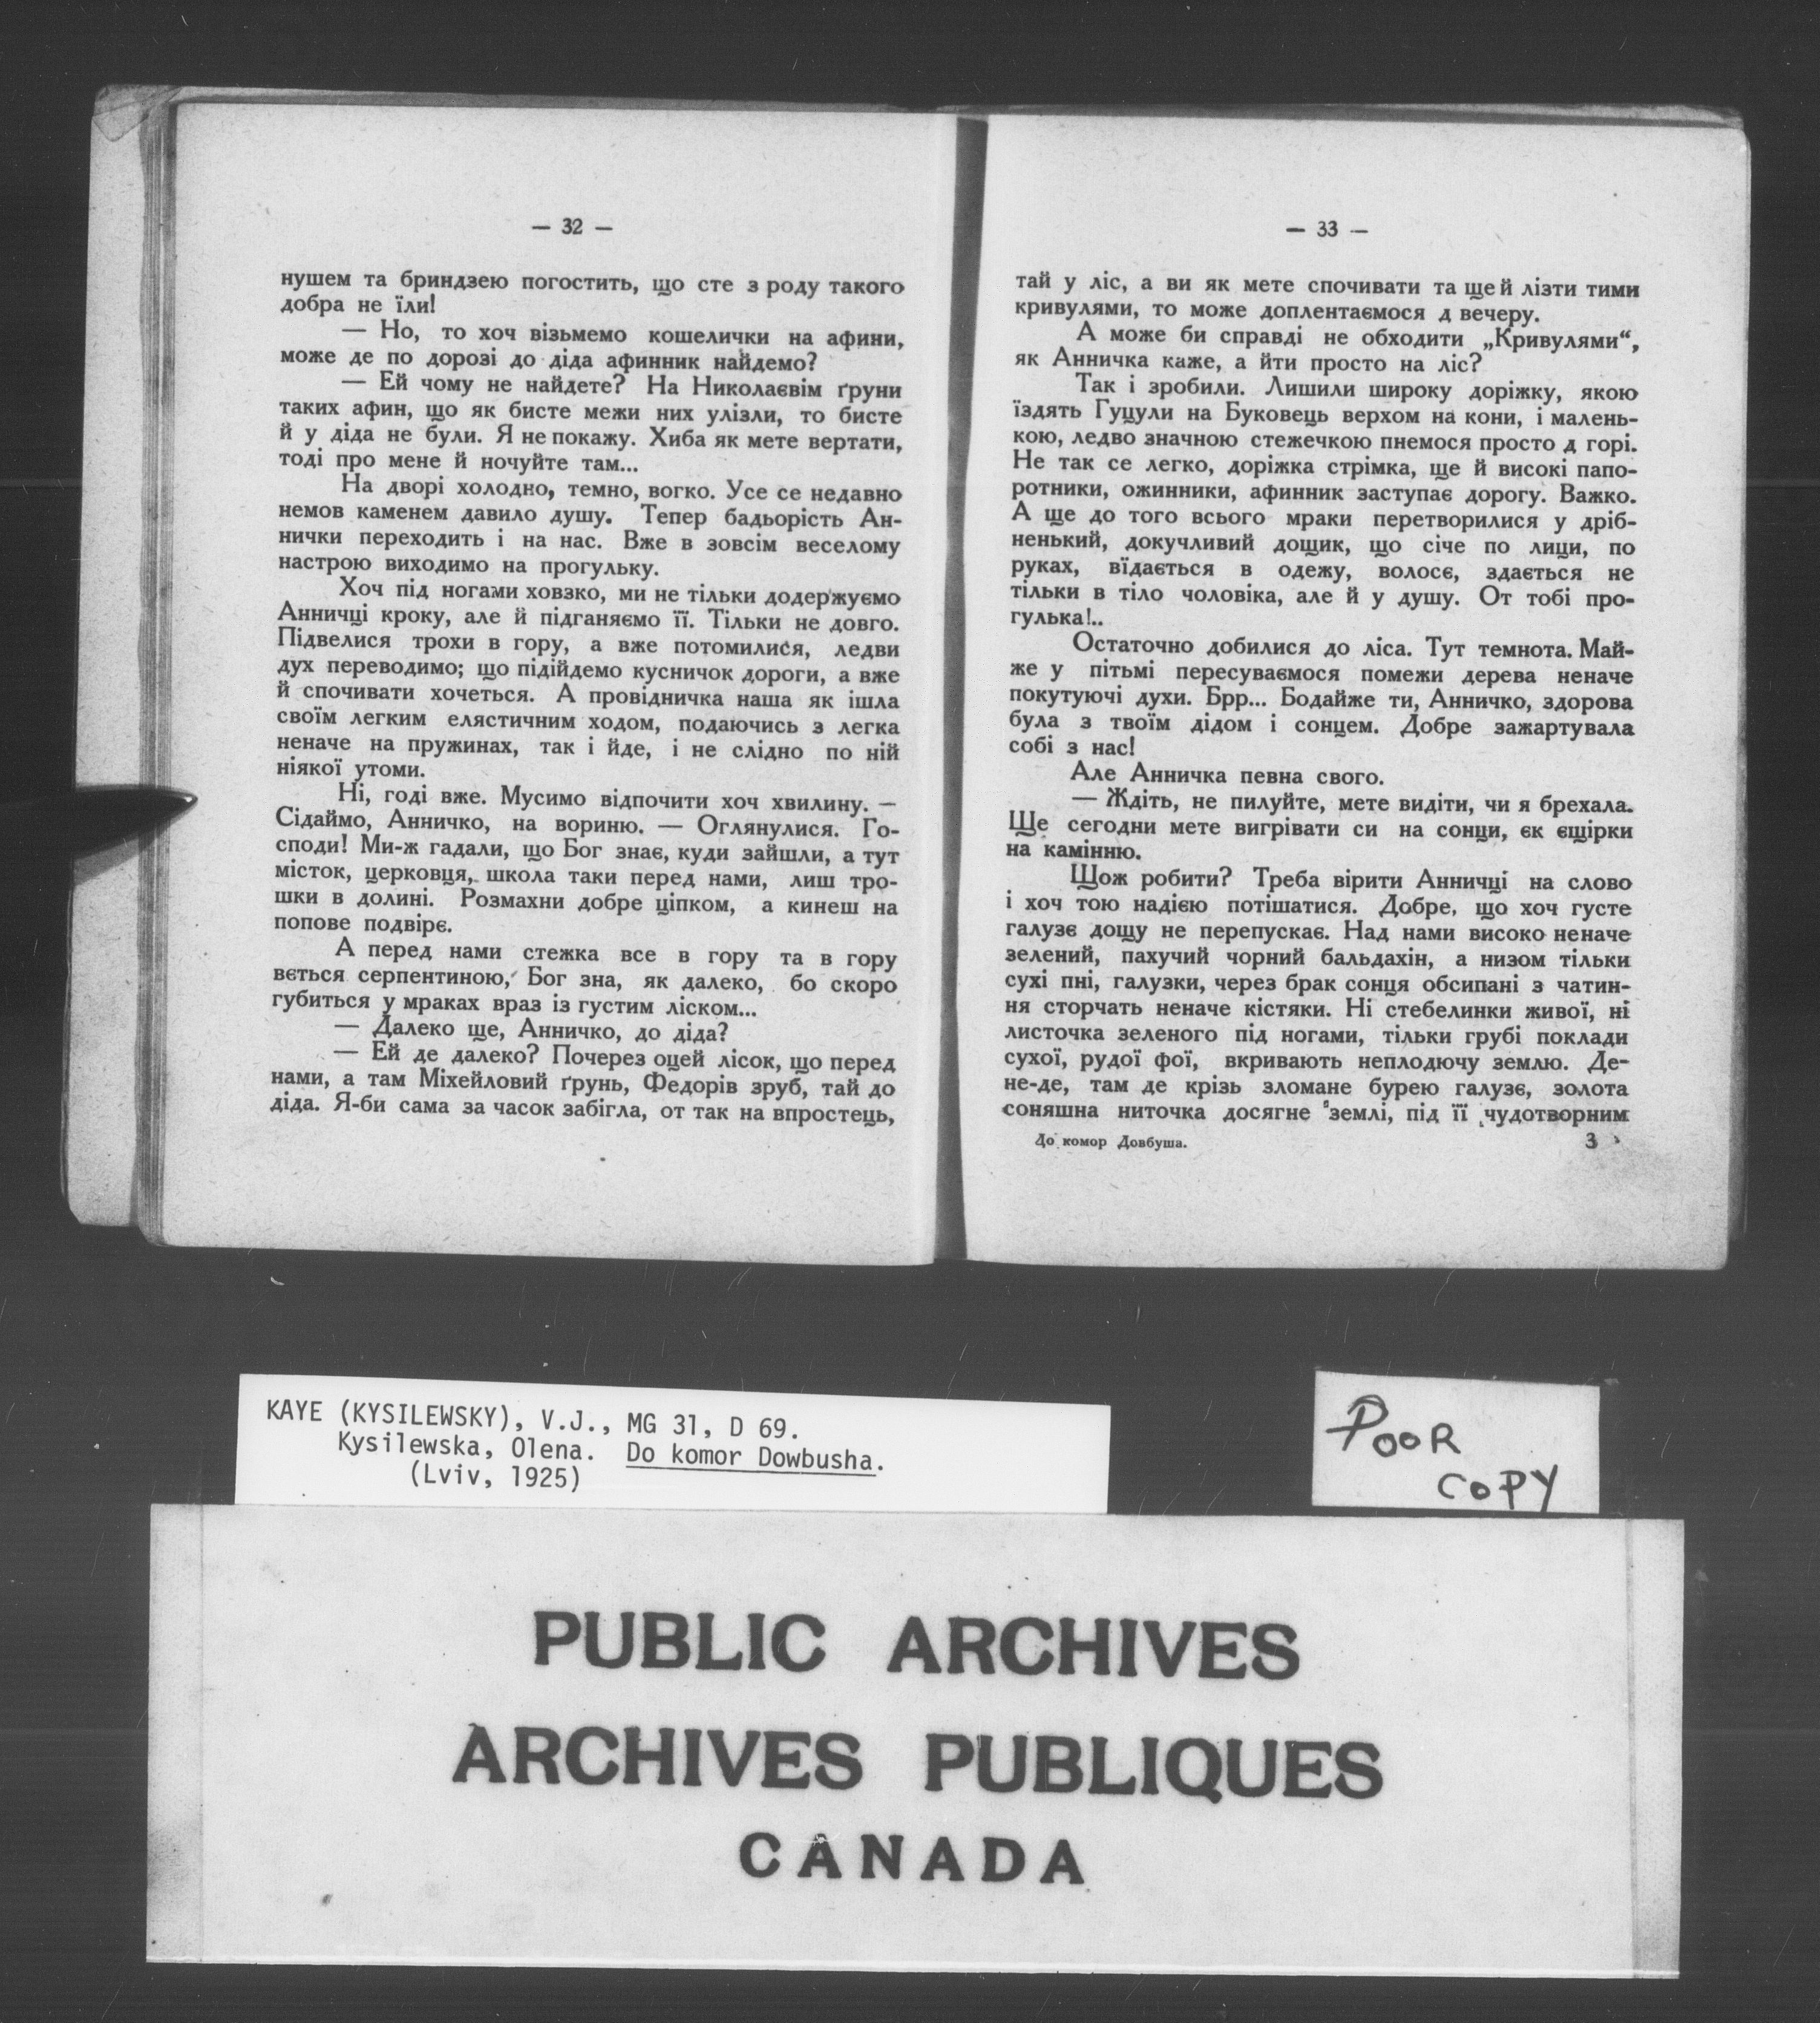 — 32 —
нушем та бриндзею погостить, що сте з роду такого
добра не їли!
— Но, то хоч візьмемо кошелички на афини,
може де по дорозі до діда афинник найдемо?
— Ей чому не найдете? На Николаєвім ґруни
таких афин, що як бисте межи них улізли, то бисте
й у діда не були. Я не покажу. Хиба як мете вертати,
тоді про мене й ночуйте там...
На дворі холодно, темно, вогко. Усе се недавно
немов каменем давило душу. Тепер бадьорість Ан-
нички переходить і на нас. Вже в зовсім веселому
настрою виходимо на прогульку.
Хоч під ногами ховзко, ми не тільки додержуємо
Анничці кроку, але й підганяємо її. Тільки не довго.
Підвелися трохи в гору, а вже потомилися, ледви
дух переводимо; що підійдемо кусничок дороги, а вже
й спочивати хочеться. А провідничка наша як ішла
своїм легким елястичним ходом, подаючись з легка
неначе на пружинах, так і йде, і не слідно по ній
ніякої утоми.
Ні, годі вже. Мусимо відпочити хоч хвилину. —
Сідаймо, Анничко, на вориню. — Оглянулися. Го-
споди! Ми-ж гадали, що Бог знає, куди зайшли, а тут
місток, церковця, школа таки перед нами, лиш тро-
шки в долині. Розмахни добре ціпком, а кинеш на
попове подвірє.
А перед нами стежка все в гору та в гору
вється серпентиною, Бог зна, як далеко, бо скоро
губиться у мраках враз із густим ліском...
— Далеко ще, Анничко, до діда?
— Ей де далеко? Почерез оцей лісок, що перед
нами, а там Міхейловий ґрунь, Федорів зруб, тай до
діда. Я-би сама за часок забігла, от так на впростець,
— 33 —
тай у ліс, а ви як мете спочивати та ще й лізти тими
кривулями, то може доплентаємося д вечеру.
А може би справді не обходити „Кривулями“,
як Анничка каже, а йти просто на ліс?
Так і зробили. Лишили широку доріжку, якою
їздять Гуцули на Буковець верхом на кони, і малень-
кою, ледво значною стежечкою пнемося просто д горі.
Не так се легко, доріжка стрімка, ще й високі папо-
ротники, ожинники, афинник заступає дорогу. Важко.
А ще до того всього мраки перетворилися у дріб-
ненький, докучливий дощик, що січе по лици, по
руках, вїдається в одежу, волосє, здається не
тільки в тіло чоловіка, але й у душу. От тобі про-
гулька!..
Остаточно добилися до ліса. Тут темнота. Май-
же у пітьмі пересуваємося помежи дерева неначе
покутуючі духи. Брр... Бодайже ти, Анничко, здорова
була з твоїм дідом і сонцем. Добре зажартувала
собі з нас!
Але Анничка певна свого.
— Ждіть, не пилуйте, мете видіти, чи я брехала.
Ще сегодни мете вигрівати си на сонци, єк єщірки
на камінню.
Щож робити? Треба вірити Анничці на слово
і хоч тою надією потішатися. Добре, що хоч густе
галузє дощу не перепускає. Над нами високо неначе
зелений, пахучий чорний бальдахін, а низом тільки
сухі пні, галузки, через брак сонця обсипані з чатин-
ня сторчать неначе кістяки. Ні стебелинки живої, ні
листочка зеленого під ногами, тільки грубі поклади
сухої, рудої фої, вкривають неплодючу землю. Де-
не-де, там де крізь зломане бурею галузє, золота
соняшна ниточка досягне землі, під її чудотворним
До комор Довбуша. 3
KAYE (KYSILEWSKY), V.J., MG 31, D 69.
Kysilewska, Olena. Do komor Dowbusha.
(Lviv, 1925)
POOR
COPY
PUBLIC ARCHIVES
ARCHIVES PUBLIQUES
CANADA